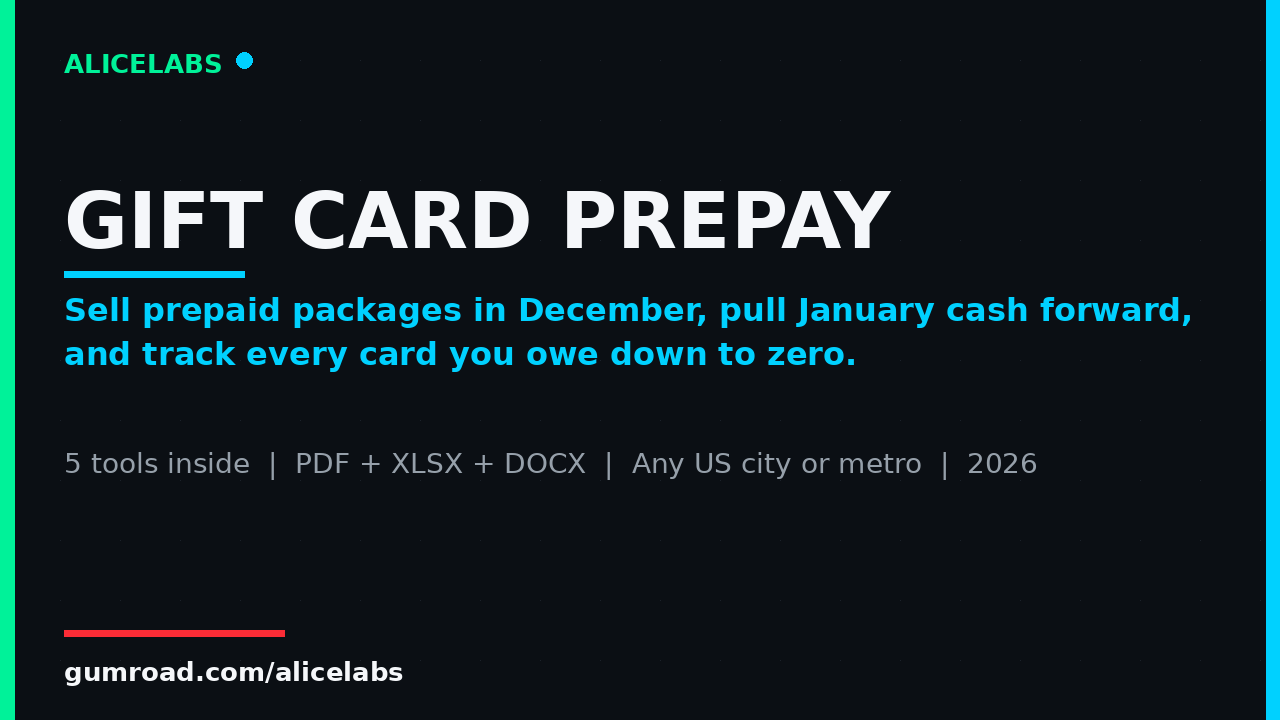 ALICELABS
GIFT CARD PREPAY
Sell prepaid packages in December, pull January cash forward,
and track every card you owe down to zero.
5 tools inside | PDF + XLSX + DOCX | Any US city or metro | 2026
gumroad.com/alicelabs